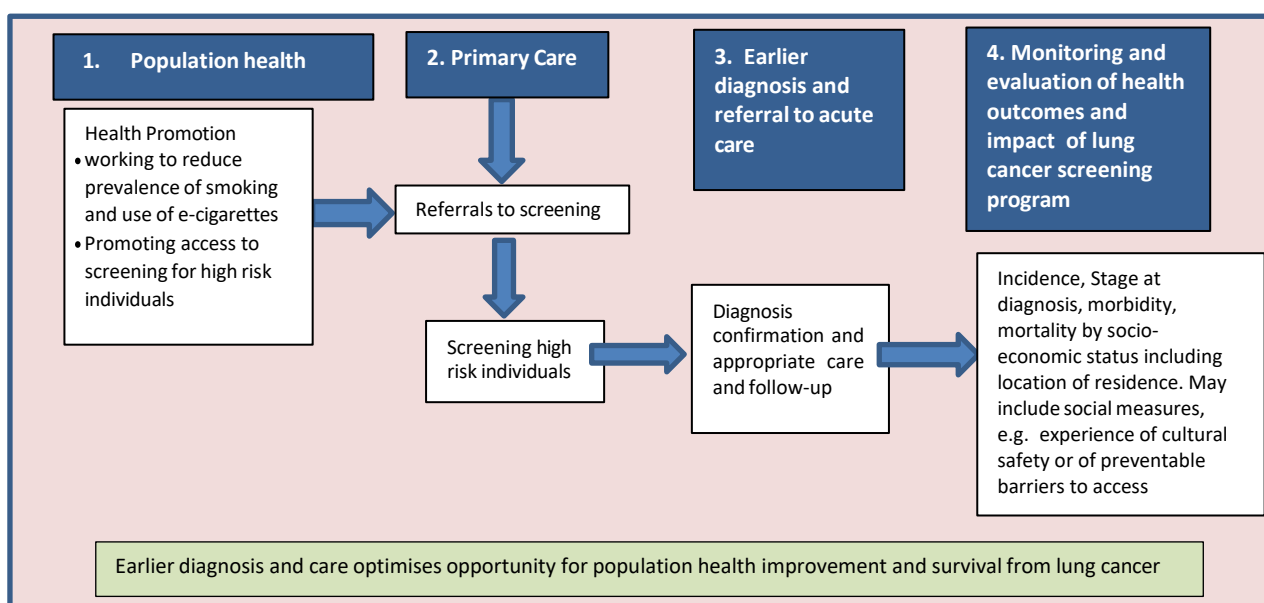 1. Population health
Health Promotion
• working to reduce
prevalence of smoking
and use of e-cigarettes
• Promoting access to
screening for high risk
individuals
2. Primary Care
Referrals to screening
Screening high
risk individuals
3. Earlier
diagnosis and
referral to acute
care
Diagnosis
confirmation and
appropriate care
and follow-up
4. Monitoring and
evaluation of health
outcomes and
impact of lung
cancer screening
program
Incidence, Stage at
diagnosis, morbidity,
mortality by socio-
economic status including
location of residence. May
include social measures,
e.g. experience of cultural
safety or of preventable
barriers to access
Earlier diagnosis and care optimises opportunity for population health improvement and survival from lung cancer